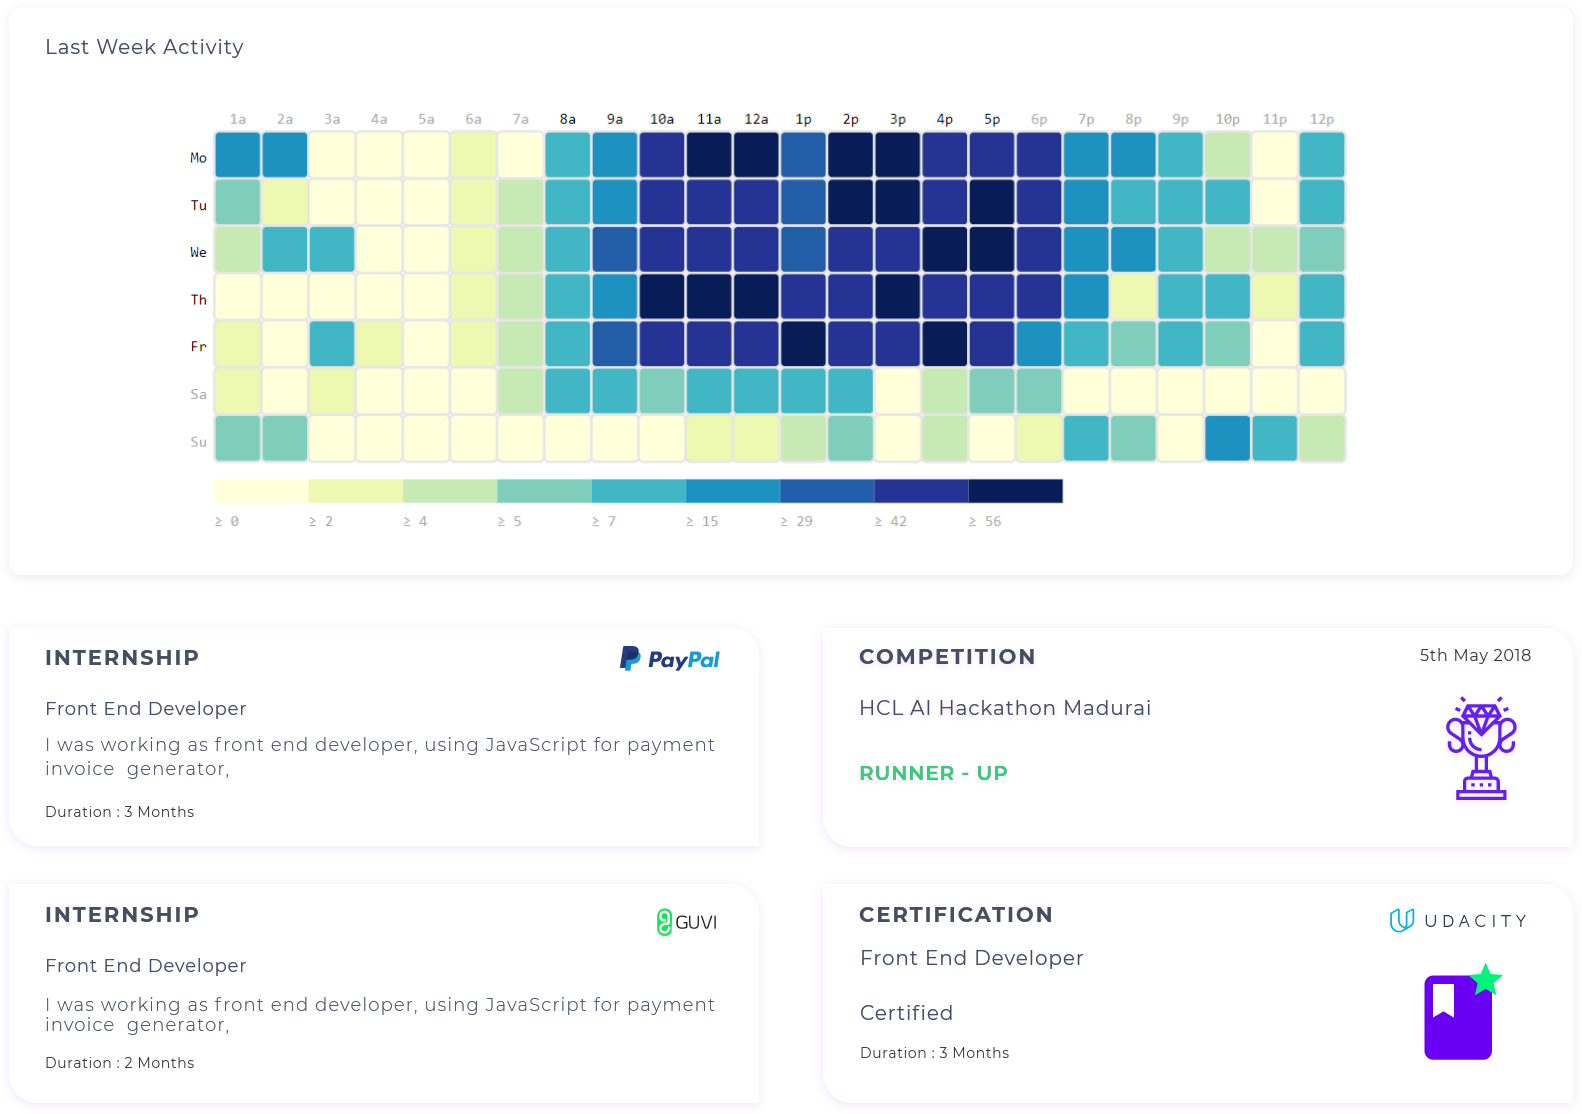 Last Week Activity
1a 2a 3a 4a 5a 6a 7a 8a 9a 10a 11a 12a 1p 2p 3p 4p 5p 6p 7p 8p 9p 10p 11p 12p
Mo
Tu
We
Th
Fr
Sa
Su
≥ 0 ≥ 2 ≥ 4 ≥ 5 ≥ 7 ≥ 15 ≥ 29 ≥ 42 ≥ 56
INTERNSHIP
PayPal
Front End Developer
I was working as front end developer, using JavaScript for payment
invoice generator,
Duration : 3 Months
COMPETITION
5th May 2018
HCL AI Hackathon Madurai
RUNNER - UP
INTERNSHIP
GUVI
Front End Developer
I was working as front end developer, using JavaScript for payment
invoice generator,
Duration : 2 Months
CERTIFICATION
UDACITY
Front End Developer
Certified
Duration : 3 Months